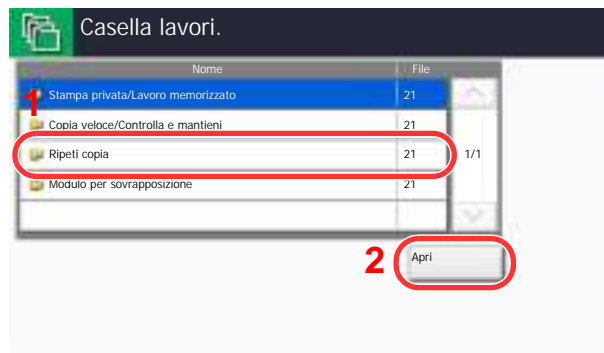 Casella lavori.
Nome File
1
Stampa privata/Lavoro memorizzato 21
Copia veloce/Controlla e mantieni 21
Ripeti copia 21 1/1
Modulo per sovrapposizione 21
2 Apri